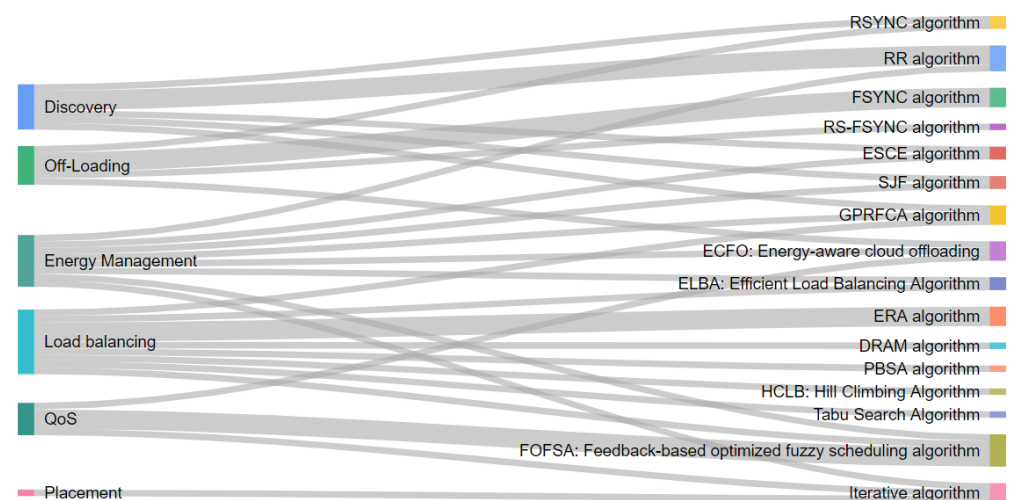 Discovery
Off-Loading
Energy Management
Load balancing
QoS
Placement
RSYNC algorithm
RR algorithm
FSYNC algorithm
RS-FSYNC algorithm
ESCE algorithm
SJF algorithm
GPRFCA algorithm
ECFO: Energy-aware cloud offloading
ELBA: Efficient Load Balancing Algorithm
ERA algorithm
DRAM algorithm
PBSA algorithm
HCLB: Hill Climbing Algorithm
Tabu Search Algorithm
FOFSA: Feedback-based optimized fuzzy scheduling algorithm
Iterative algorithm